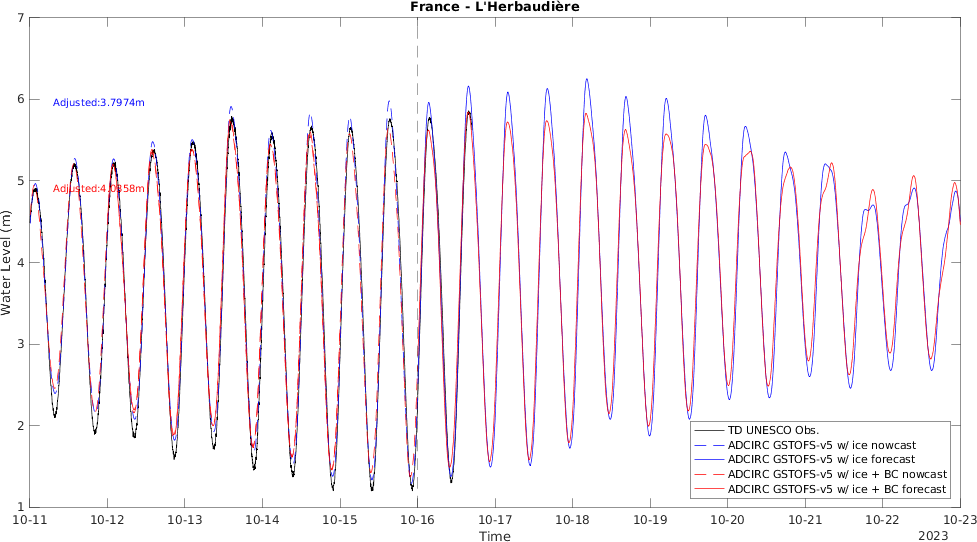 France - L'Herbaudière
7
6
5
4
3
2
1
Water Level (m)
Adjusted:3.7974m
Adjusted:4.0958m
TD UNESCO Obs.
ADCIRC GSTOFS-v5 w/ ice nowcast
ADCIRC GSTOFS-v5 w/ ice forecast
ADCIRC GSTOFS-v5 w/ ice + BC nowcast
ADCIRC GSTOFS-v5 w/ ice + BC forecast
10-11 10-12 10-13 10-14 10-15 10-16 10-17 10-18 10-19 10-20 10-21 10-22 10-23
Time
2023